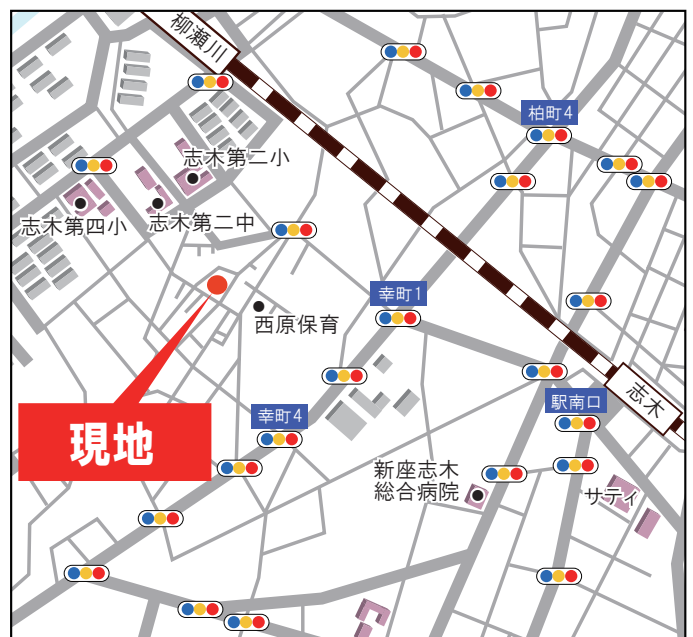 柳瀬川
柏町4
志木第二小
志木第四小
志木第二中
幸町1
西原保育
志木
駅南口
現地
幸町4
新座志木
総合病院
サティ